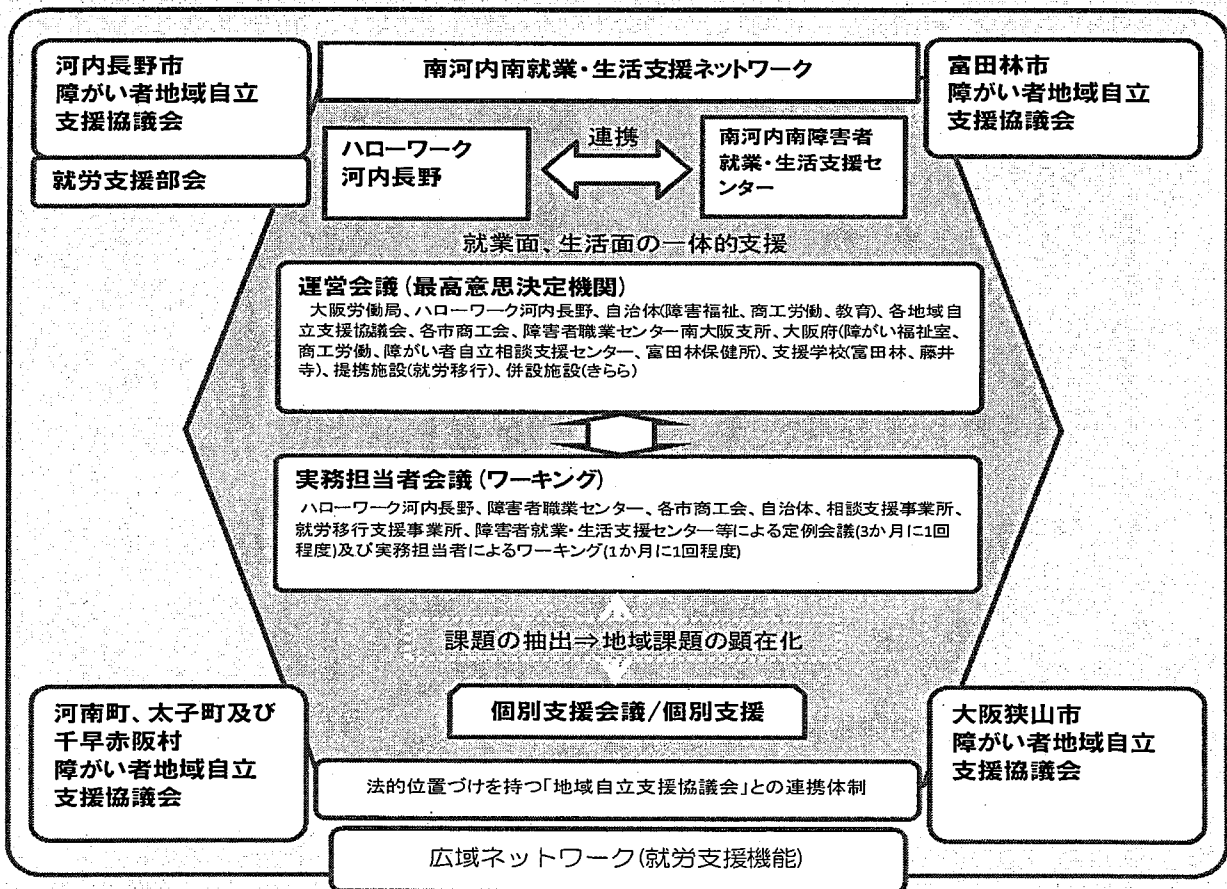 河内長野市
障がい者地域自立
支援協議会
就労支援部会
南河内南就業・生活支援ネットワーク
富田林市
障がい者地域自立
支援協議会
ハローワーク
河内長野
連携
南河内南障害者
就業・生活支援セ
ンター
就業面、生活面の一体的支援
運営会議(最高意思決定機関)
大阪労働局、ハローワーク河内長野、自治体(障害福祉、商工労働、教育)、各地域自
立支援協議会、各市商工会、障害者職業センター南大阪支所、大阪府(障がい福祉室、
商工労働、障がい者自立相談支援センター、富田林保健所)、支援学校(富田林、藤井
寺)、提携施設(就労移行)、併設施設(きらら)
実務担当者会議(ワーキング)
ハローワーク河内長野、障害者職業センター、各市商工会、自治体、相談支援事業所、
就労移行支援事業所、障害者就業・生活支援センター等による定例会議(3か月に1回
程度)及び実務担当者によるワーキング(1か月に1回程度)
課題の抽出⇒地域課題の顕在化
個別支援会議/個別支援
河南町、太子町及び
千早赤阪村
障がい者地域自立
支援協議会
大阪狭山市
障がい者地域自立
支援協議会
法的位置づけを持つ「地域自立支援協議会」との連携体制
広域ネットワーク(就労支援機能)